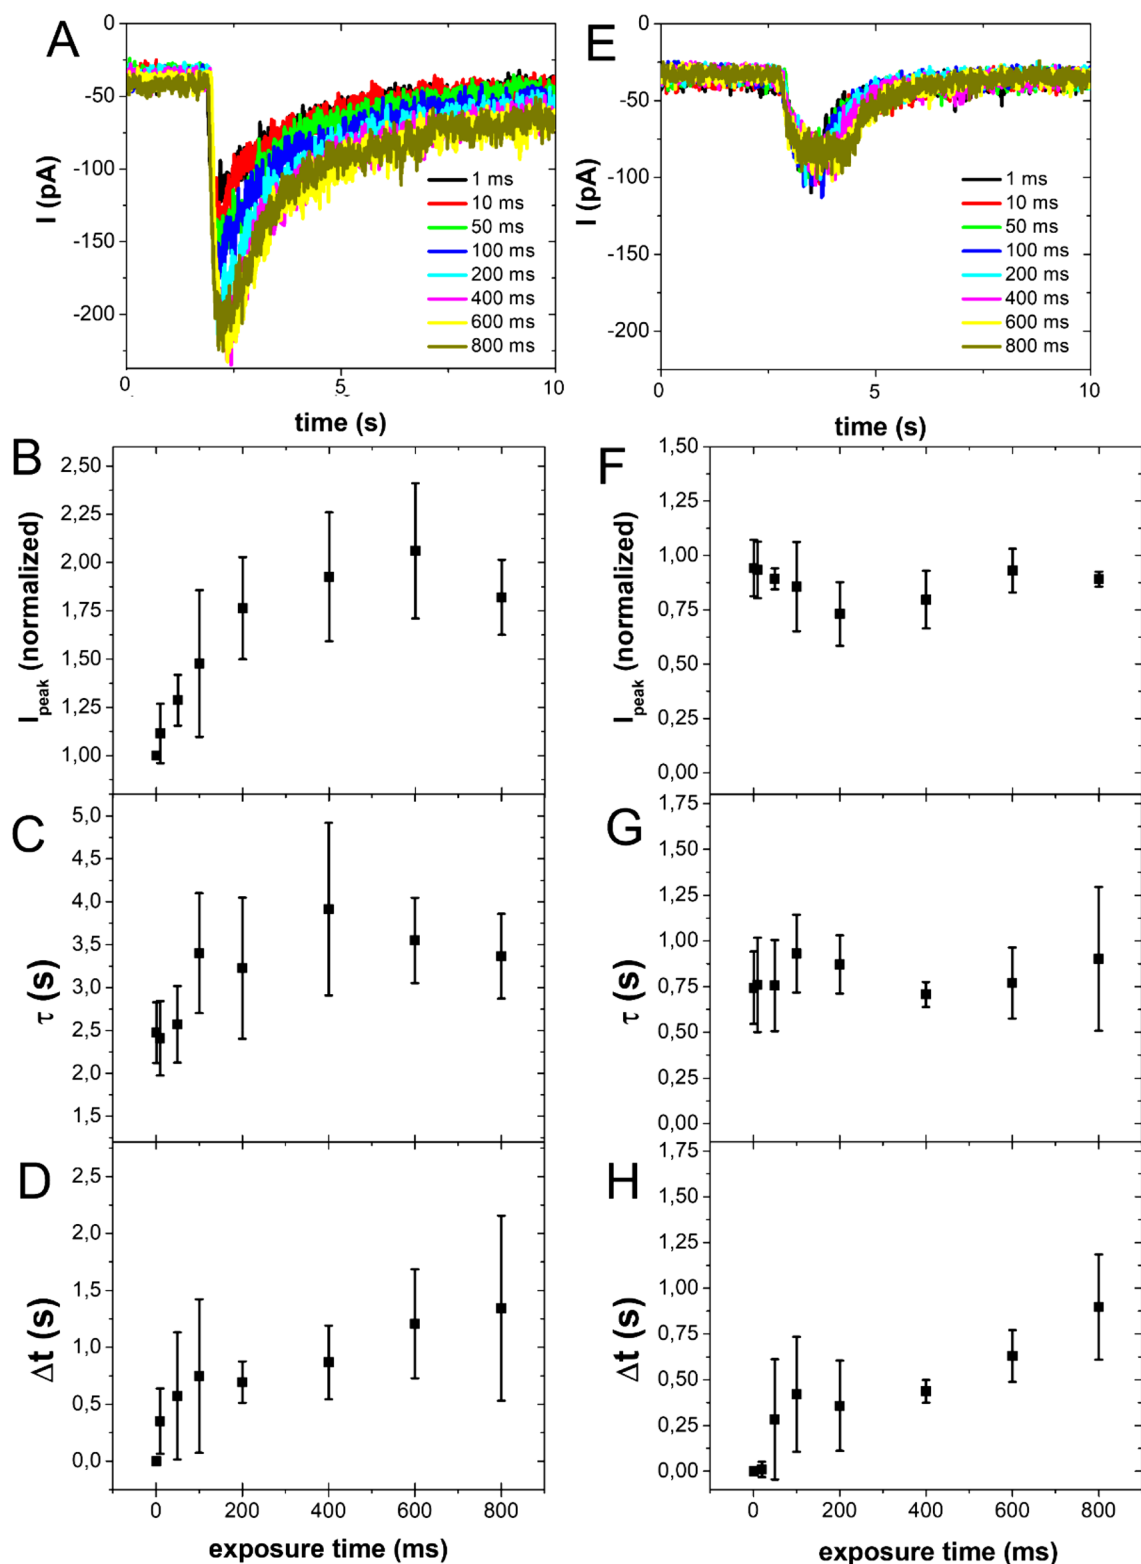 A
I (pA)
0
-50
-100
-150
-200
1 ms
10 ms
50 ms
100 ms
200 ms
400 ms
600 ms
800 ms
0
5
10
time (s)
E
I (pA)
0
-50
-100
-150
-200
1 ms
10 ms
50 ms
100 ms
200 ms
400 ms
600 ms
800 ms
0
5
10
time (s)
B
I peak (normalized)
2,50
2,25
2,00
1,75
1,50
1,25
1,00
F
I peak (normalized)
1,50
1,25
1,00
0,75
0,50
0,25
0,00
C
τ (s)
5,0
4,5
4,0
3,5
3,0
2,5
2,0
1,5
G
τ (s)
1,75
1,50
1,25
1,00
0,75
0,50
0,25
0,00
D
Δt (s)
2,5
2,0
1,5
1,0
0,5
0,0
0 200 400 600 800
exposure time (ms)
H
Δt (s)
1,75
1,50
1,25
1,00
0,75
0,50
0,25
0,00
0 200 400 600 800
exposure time (ms)